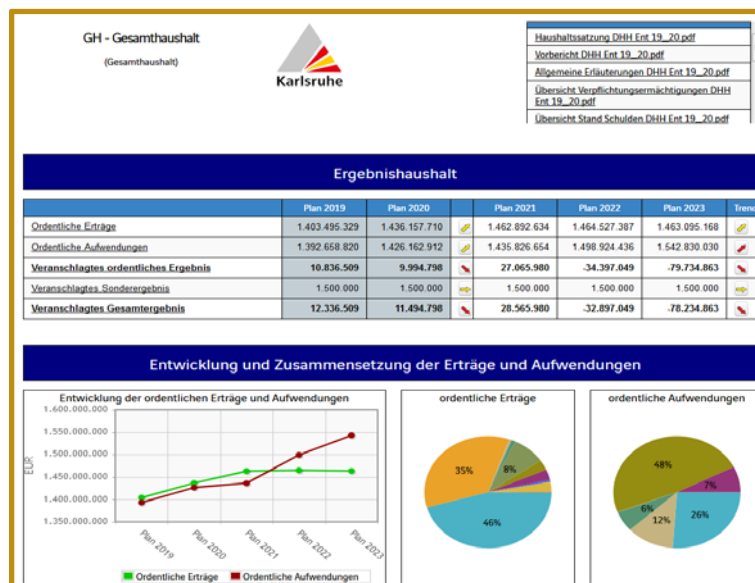 GH - Gesamthaushalt
(Gesamthaushalt)
Karlsruhe
Haushaltssatzung DHH Ent 19__20.pdf
Vorbericht DHH Ent 19__20.pdf
Allgemeine Erläuterungen DHH Ent 19__20.pdf
Übersicht Verpflichtungsermächtigungen DHH
Ent 19__20.pdf
Übersicht Stand Schulden DHH Ent 19__20.pdf
Ergebnishaushalt
Plan 2019 Plan 2020 Plan 2021 Plan 2022 Plan 2023 Trend
Ordentliche Erträge 1.403.495.329 1.436.157.710 1.462.892.634 1.464.527.387 1.463.095.168
Ordentliche Aufwendungen 1.392.658.820 1.426.162.912 1.435.826.654 1.498.924.436 1.542.830.030
Veranschlagtes ordentliches Ergebnis 10.836.509 9.994.798 27.065.980 -34.397.049 -79.734.863
Veranschlagtes Sonderergebnis 1.500.000 1.500.000 1.500.000 1.500.000 1.500.000
Veranschlagtes Gesamtergebnis 12.336.509 11.494.798 28.565.980 -32.897.049 -78.234.863
Entwicklung und Zusammensetzung der Erträge und Aufwendungen
Entwicklung der ordentlichen Erträge und Aufwendungen
1.600.000.000
1.550.000.000
1.500.000.000
1.450.000.000
1.400.000.000
1.350.000.000
EUR
Plan 2019 Plan 2020 Plan 2021 Plan 2022 Plan 2023
Ordentliche Erträge Ordentliche Aufwendungen
ordentliche Erträge
35%
8%
46%
ordentliche Aufwendungen
48%
7%
6%
12%
26%